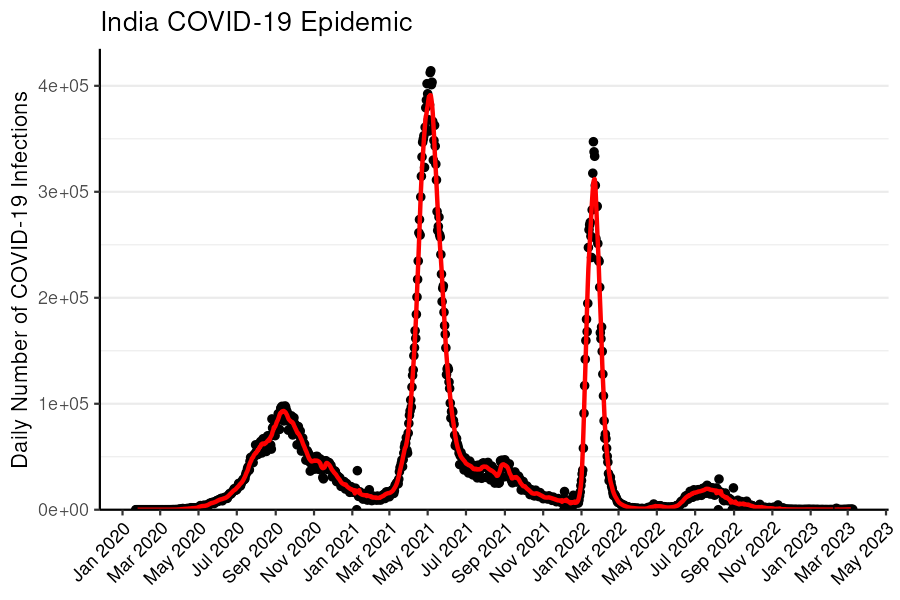 India COVID-19 Epidemic
Daily Number of COVID-19 Infections
4e+05
3e+05
2e+05
1e+05
0e+00
Jan 2020
Mar 2020
May 2020
Jul 2020
Sep 2020
Nov 2020
Jan 2021
Mar 2021
May 2021
Jul 2021
Sep 2021
Nov 2021
Jan 2022
Mar 2022
May 2022
Jul 2022
Sep 2022
Nov 2022
Jan 2023
Mar 2023
May 2023